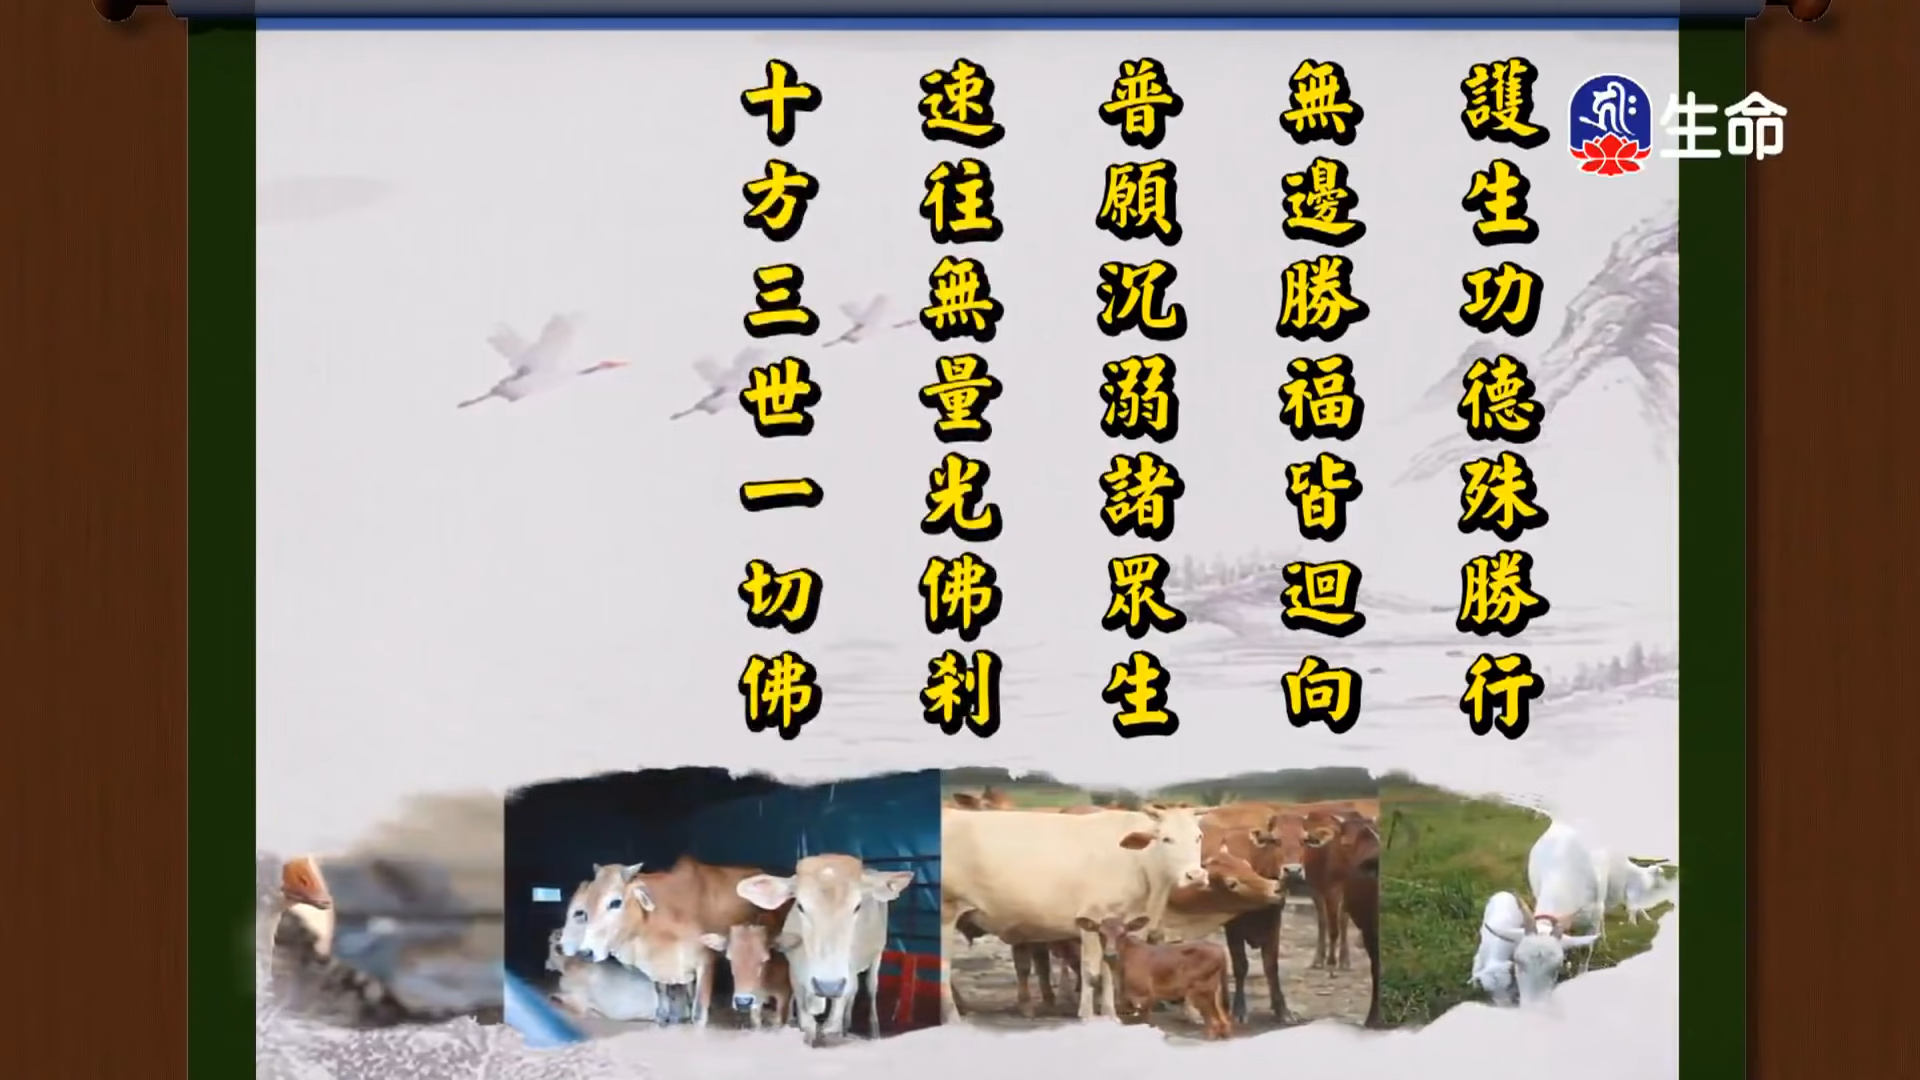 護生功德殊勝行
無邊勝福皆迴向
普願沉溺諸眾生
速往無量光佛剎
十方三世一切佛
生命